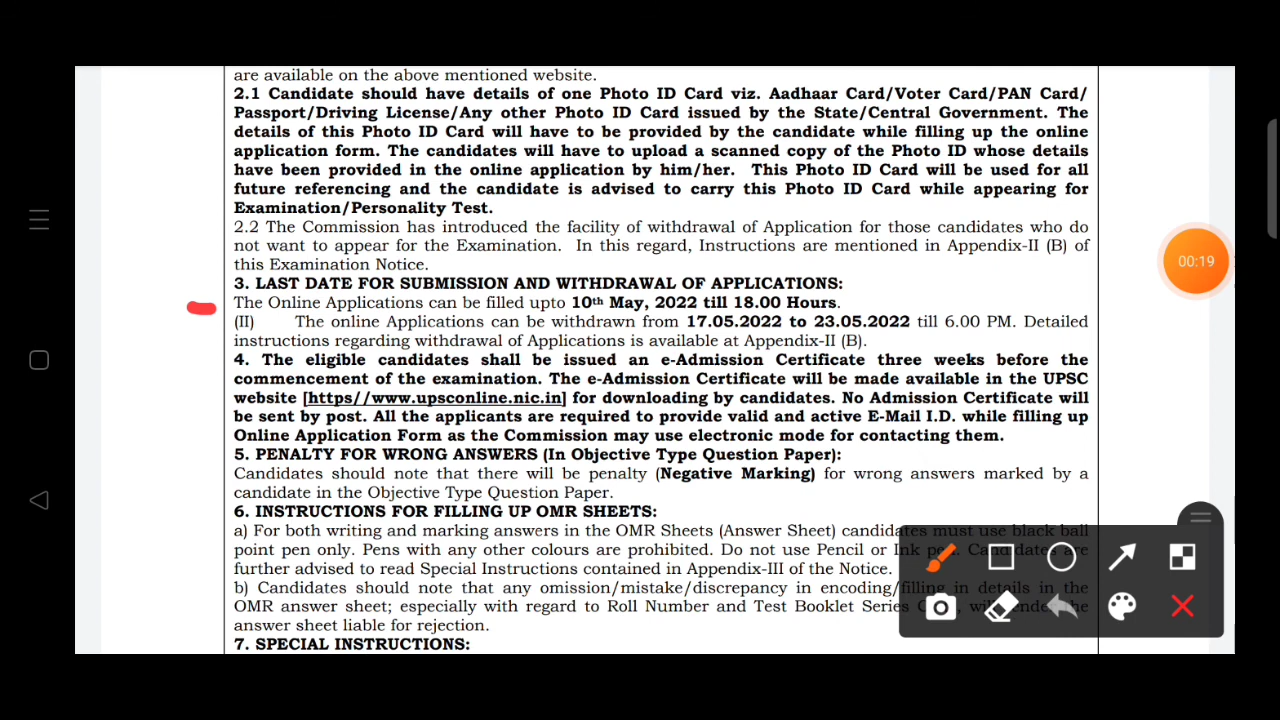 are available on the above mentioned website.
2.1 Candidate should have details of one Photo ID Card viz. Aadhaar Card/Voter Card/PAN Card/
Passport/Driving License/Any other Photo ID Card issued by the State/Central Government. The
details of this Photo ID Card will have to be provided by the candidate while filling up the online
application form. The candidates will have to upload a scanned copy of the Photo ID whose details
have been provided in the online application by him/her. This Photo ID Card will be used for all
future referencing and the candidate is advised to carry this Photo ID Card while appearing for
Examination/Personality Test.
2.2 The Commission has introduced the facility of withdrawal of Application for those candidates who do
not want to appear for the Examination. In this regard, Instructions are mentioned in Appendix-II (B) of
this Examination Notice.
3. LAST DATE FOR SUBMISSION AND WITHDRAWAL OF APPLICATIONS:
The Online Applications can be filled upto 10th May, 2022 till 18.00 Hours.
(II) The online Applications can be withdrawn from 17.05.2022 to 23.05.2022 till 6.00 PM. Detailed
instructions regarding withdrawal of Applications is available at Appendix-II (B).
4. The eligible candidates shall be issued an e-Admission Certificate three weeks before the
commencement of the examination. The e-Admission Certificate will be made available in the UPSC
website [https//www.upsconline.nic.in] for downloading by candidates. No Admission Certificate will
be sent by post. All the applicants are required to provide valid and active E-Mail I.D. while filling up
Online Application Form as the Commission may use electronic mode for contacting them.
5. PENALTY FOR WRONG ANSWERS (In Objective Type Question Paper):
Candidates should note that there will be penalty (Negative Marking) for wrong answers marked by a
candidate in the Objective Type Question Paper.
6. INSTRUCTIONS FOR FILLING UP OMR SHEETS:
a) For both writing and marking answers in the OMR Sheets (Answer Sheet) candidates must use black ball
point pen only. Pens with any other colours are prohibited. Do not use Pencil or Ink pen. Candidates are
further advised to read Special Instructions contained in Appendix-III of the Notice.
b) Candidates should note that any omission/mistake/discrepancy in encoding/filling in details in the
OMR answer sheet; especially with regard to Roll Number and Test Booklet Series
answer sheet liable for rejection.
7. SPECIAL INSTRUCTIONS:
00:19